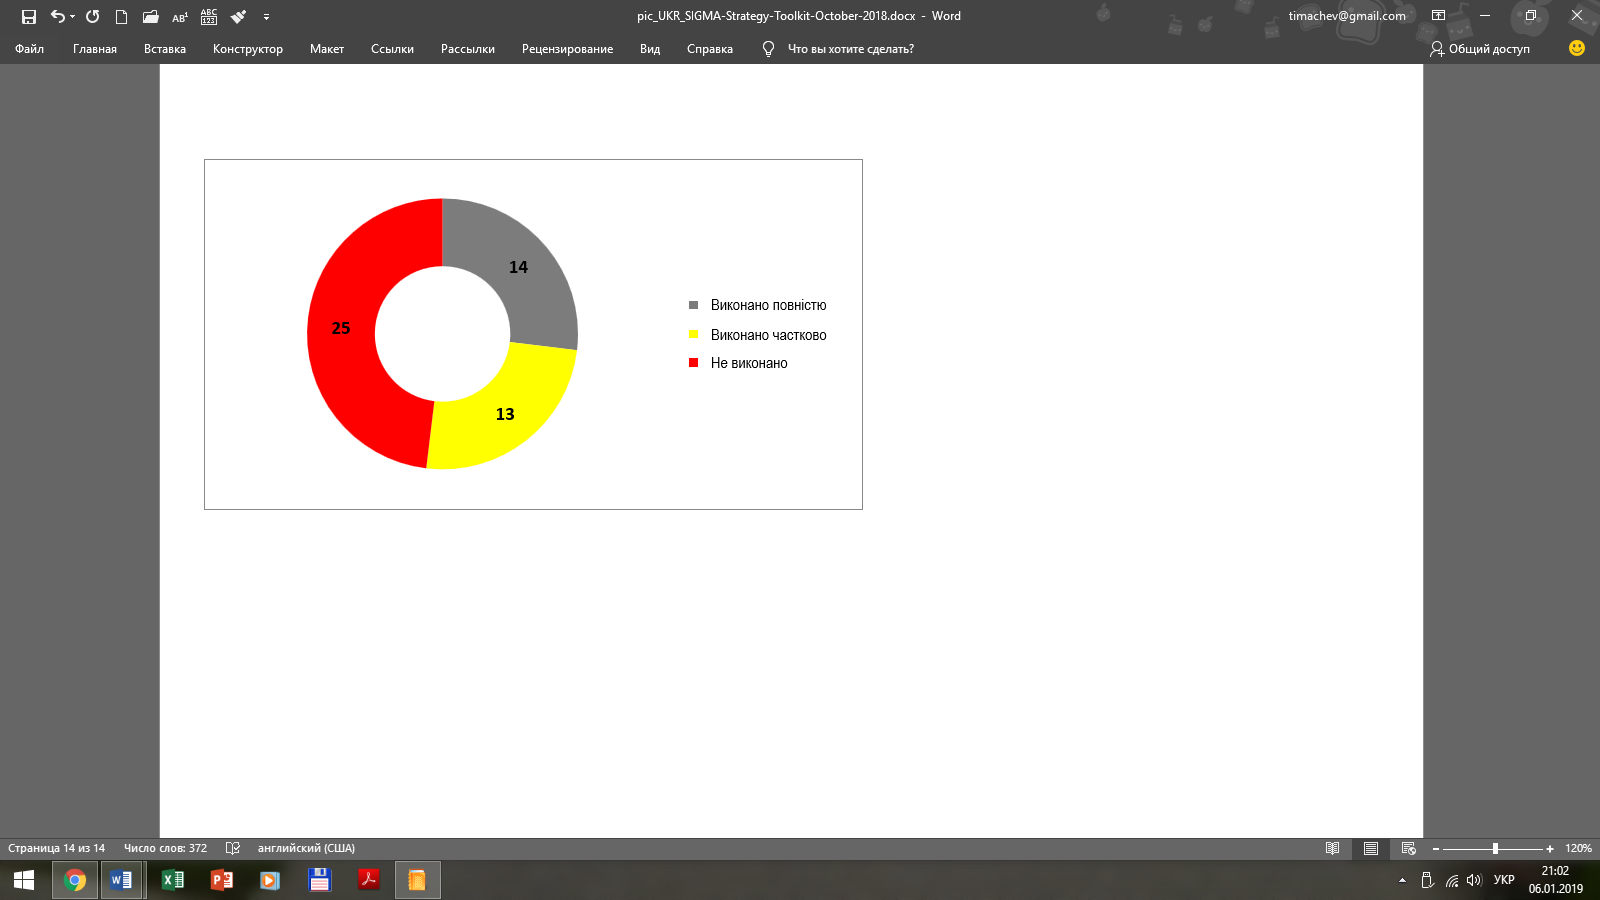 pic_UKR_SIGMA-Strategy-Toolkit-October-2018.docx - Word
timachev@gmail.com
Файл Главная Вставка Конструктор Макет Ссылки Рассылки Рецензирование Вид Справка Что вы хотите сделать? Общий доступ
14
25
13
Виконано повністю
Виконано частково
Не виконано
Страница 14 из 14 Число слов: 372 английский (США) 120%
УКР
21:02
06.01.2019